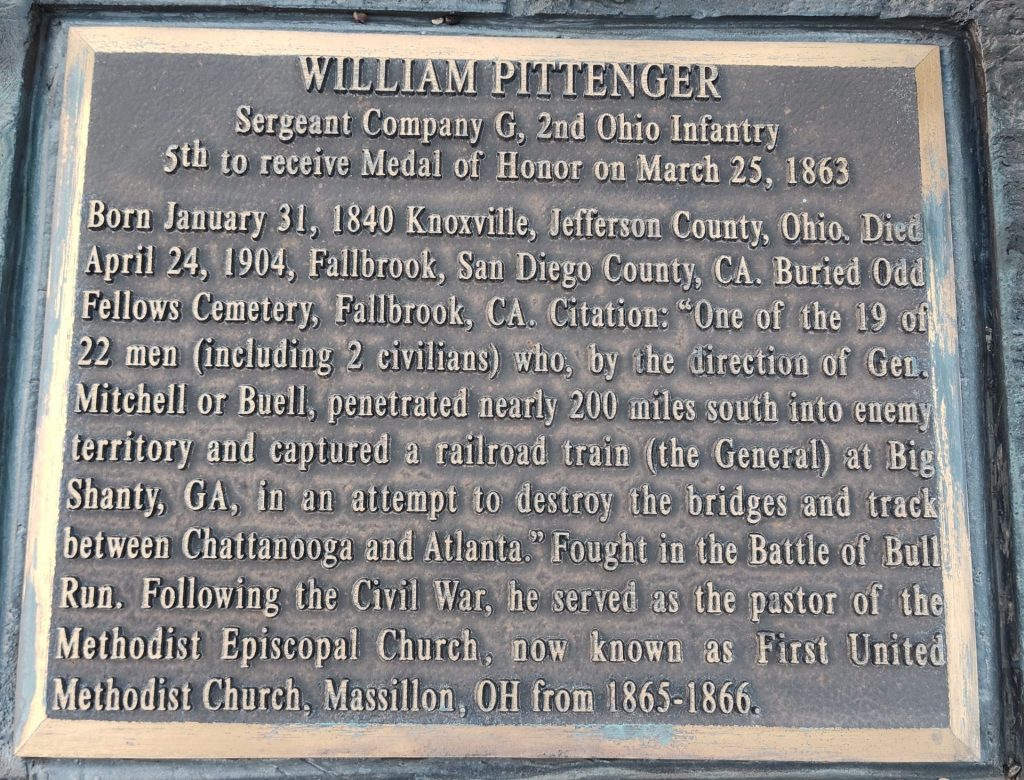 WILLIAM PITTENGER
Sergeant Company G, 2nd Ohio Infantry
5th to receive Medal of Honor on March 25, 1863
Born January 31, 1840 Knoxville, Jefferson County, Ohio. Died
April 24, 1904, Fallbrook, San Diego County, CA. Buried Odd
Fellows Cemetery, Fallbrook, CA. Citation: “One of the 19 of
22 men (including 2 civilians) who, by the direction of Gen.
Mitchell or Buell, penetrated nearly 200 miles south into enemy
territory and captured a railroad train (the General) at Big
Shanty, GA, in an attempt to destroy the bridges and track
between Chattanooga and Atlanta.” Fought in the Battle of Bull
Run. Following the Civil War, he served as the pastor of the
Methodist Episcopal Church, now known as First United
Methodist Church, Massillon, OH from 1865-1866.